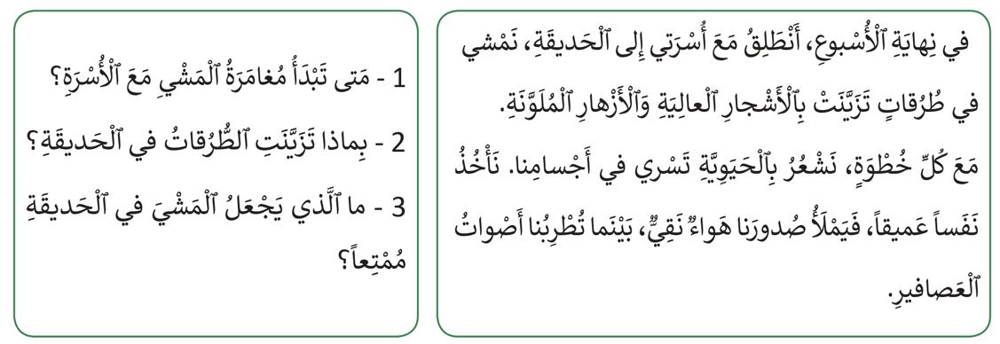 في نِهايَةِ ٱلْأُسْبوعِ، أَنْطَلِقُ مَعَ أُسْرَتي إِلى ٱلْحَديقَةِ، نَمْشي
في طُرُقاتٍ تَزَيَّنَتْ بِٱلْأَشْجارِ ٱلْعالِيَةِ وَٱلْأَزْهارِ ٱلْمُلَوَّنَةِ.
مَعَ كُلِّ خُطْوَةٍ، نَشْعُرُ بِٱلْحَيَوِيَّةِ تَسْري في أَجْسامِنا. نَأْخُذُ
نَفَساً عَميقاً، فَيَمْلَأُ صُدورَنا هَواءٌ نَقِيٌّ، بَيْنَما تُطْرِبُنا أَصْواتُ
ٱلْعَصافيرِ.
1 - مَتى تَبْدَأُ مُغامَرَةُ ٱلْمَشْيِ مَعَ ٱلْأُسْرَةِ؟
2 - بِماذا تَزَيَّنَتِ ٱلطُّرُقاتُ في ٱلْحَديقَةِ؟
3 - ما ٱلَّذي يَجْعَلُ ٱلْمَشْيَ في ٱلْحَديقَةِ
مُمْتِعاً؟